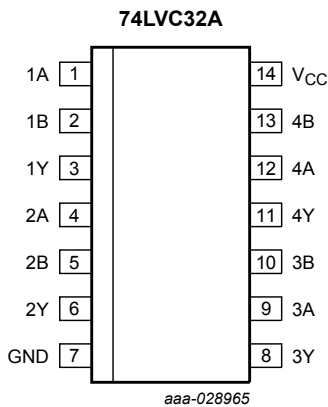 74LVC32A
1A 1 14 VCC
1B 2 13 4B
1Y 3 12 4A
2A 4 11 4Y
2B 5 10 3B
2Y 6 9 3A
GND 7 8 3Y
aaa-028965